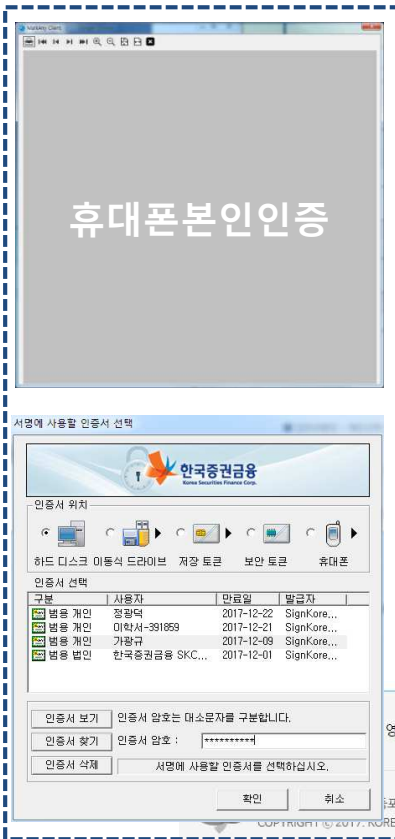 MarkAny Client
휴대폰본인인증
서명에 사용할 인증서 선택
한국증권금융
Korea Securities Finance Corp.
인증서 위치
하드 디스크 이동식 드라이브 저장 토큰 보안 토큰 휴대폰
인증서 선택
구분 사용자 만료일 발급자
범용 개인 정광덕 2017-12-22 SignKore...
범용 개인 이학서-391859 2017-12-21 SignKore...
범용 개인 가광규 2017-12-09 SignKore...
범용 법인 한국증권금융 SKC... 2017-12-01 SignKore...
인증서 보기 인증서 암호는 대소문자를 구분합니다.
인증서 찾기 인증서 암호 : **********
인증서 삭제 서명에 사용할 인증서를 선택하십시오.
확인 취소
COPYRIGHT © 2017. KORE